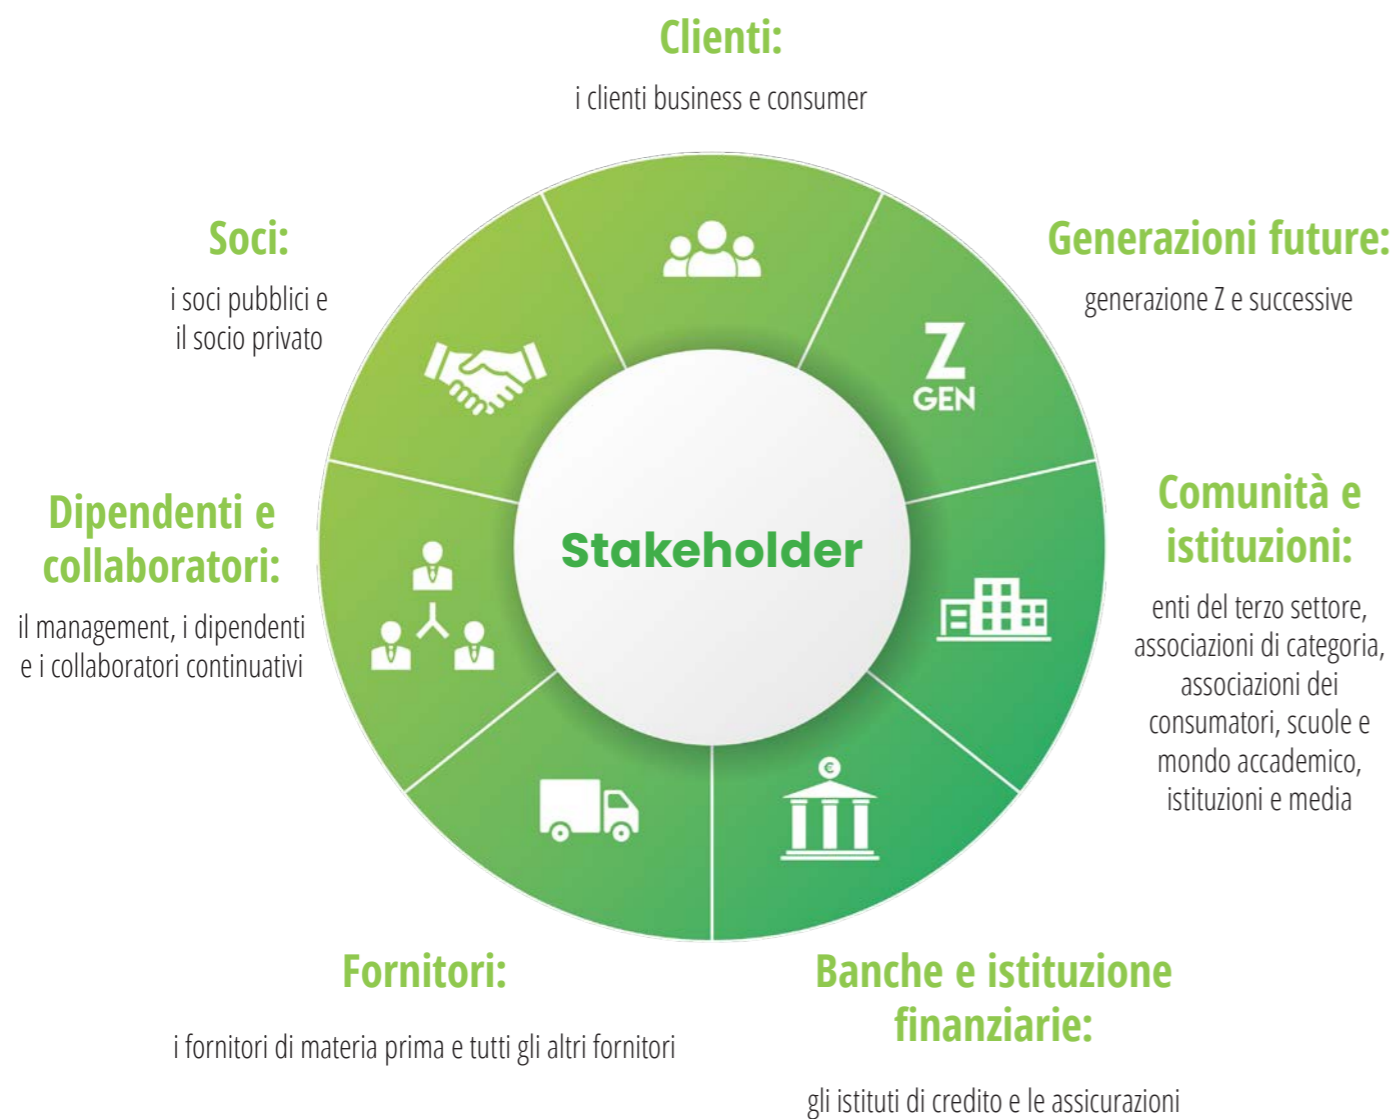 Clienti:
i clienti business e consumer
Generazioni future:
generazione Z e successive
Z
GEN
Comunità e
istituzioni:
enti del terzo settore,
associazioni di categoria,
associazioni dei
consumatori, scuole e
mondo accademico,
istituzioni e media
Banche e istituzione
finanziarie:
gli istituti di credito e le assicurazioni
€
Fornitori:
i fornitori di materia prima e tutti gli altri fornitori
Dipendenti e
collaboratori:
il management, i dipendenti
e i collaboratori continuativi
Soci:
i soci pubblici e
il socio privato
Stakeholder